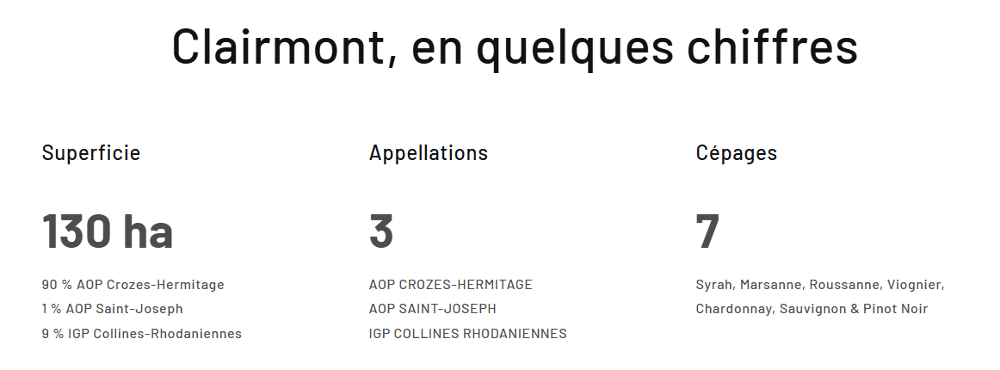 Clairmont, en quelques chiffres
Superficie
130 ha
90 % AOP Crozes-Hermitage
1 % AOP Saint-Joseph
9 % IGP Collines-Rhodaniennes
Appellations
3
AOP CROZES-HERMITAGE
AOP SAINT-JOSEPH
IGP COLLINES RHODANIENNES
Cépages
7
Syrah, Marsanne, Roussanne, Viognier,
Chardonnay, Sauvignon & Pinot Noir